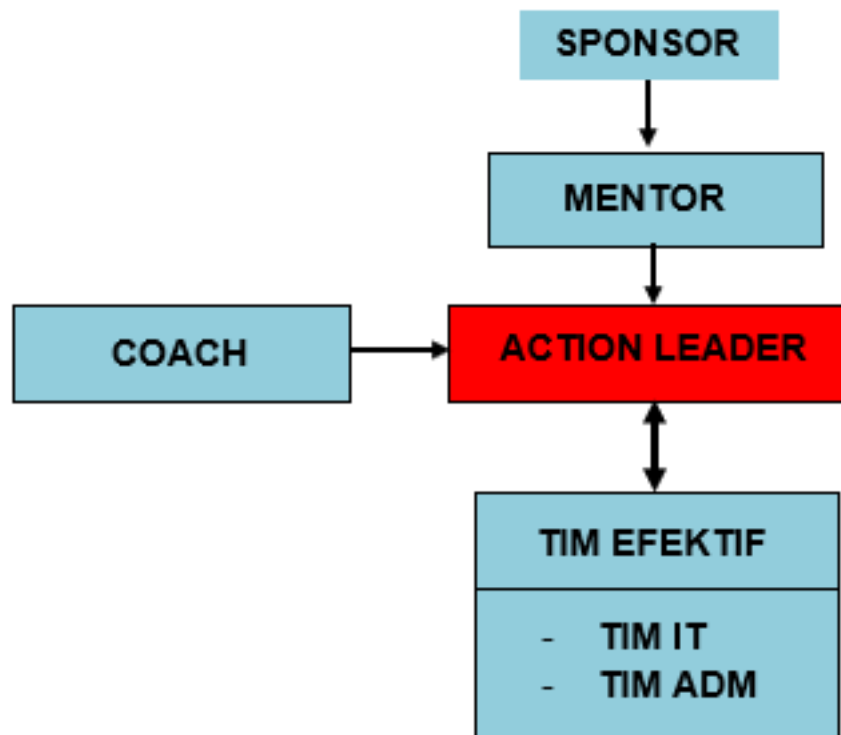 SPONSOR
MENTOR
COACH
ACTION LEADER
TIM EFEKTIF
- TIM IT
- TIM ADM